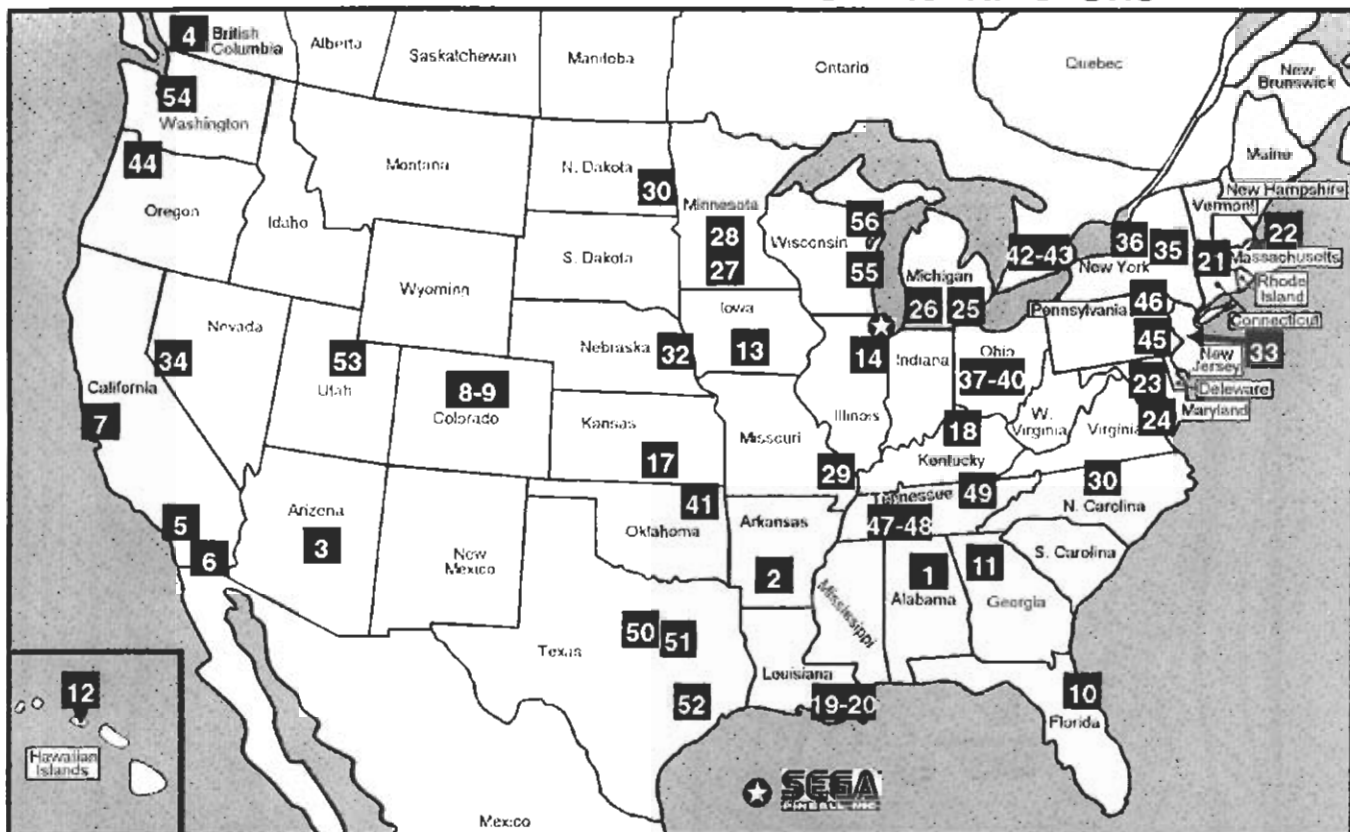 4 British
Columbia
Alberta
Saskatchewan
Manitoba
Ontario
Quebec
New
Brunswick
54
Washington
44
Oregon
Idaho
Montana
N. Dakota
30
Minnesota
28
27
Wisconsin
56
55
Michigan
26 25
42-43
36 35
New York
Maine
New Hampshire
Vermont
22
21
Massachusetts
Rhode
Island
Connecticut
S. Dakota
Wyoming
Nevada
34
California
7
53
Utah
8-9
Colorado
Nebraska
32
Iowa
13
14
Illinois
Indiana
Ohio
37-40
Pennsylvania
46
45
33
New
Jersey
23
Deleware
Maryland
24
W.
Virginia
Virginia
Kansas
17
Missouri
29
18
Kentucky
5
6
Arizena
3
New
Mexico
41
Oklahoma
Arkansas
2
Tennessee
49
47-48
30
N. Carolina
S. Carolina
Mississippi
1
Alabama
11
Georgia
Texas
50 51
52
Louisiana
19-20
10
Florida
12
Hawaiian
Islands
Mexico
SEGA
PINBALL INC